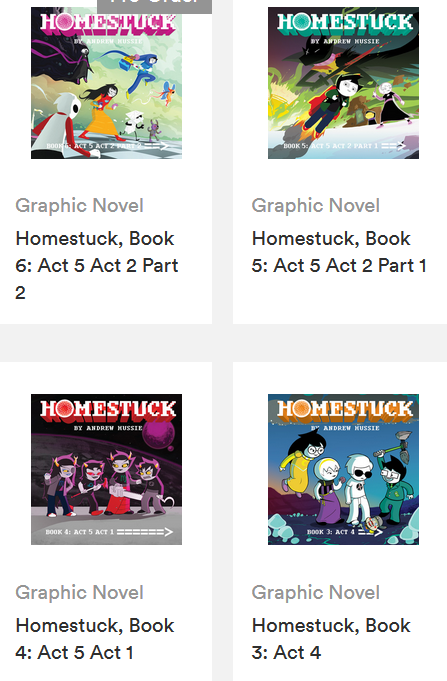 Pre-Order
HOMESTUCK
BY ANDREW HUSSIE
BOOK 6: ACT 5 ACT 2 PART 2 ==>
Graphic Novel
Homestuck, Book
6: Act 5 Act 2 Part
2
HOMESTUCK
BY ANDREW HUSSIE
BOOK 5: ACT 5 ACT 2 PART 1 ==>
Graphic Novel
Homestuck, Book
5: Act 5 Act 2 Part 1
HOMESTUCK
BY ANDREW HUSSIE
BOOK 4: ACT 5 ACT 1 ======>
Graphic Novel
Homestuck, Book
4: Act 5 Act 1
HOMESTUCK
BY ANDREW HUSSIE
BOOK 3: ACT 4 ==>
Graphic Novel
Homestuck, Book
3: Act 4